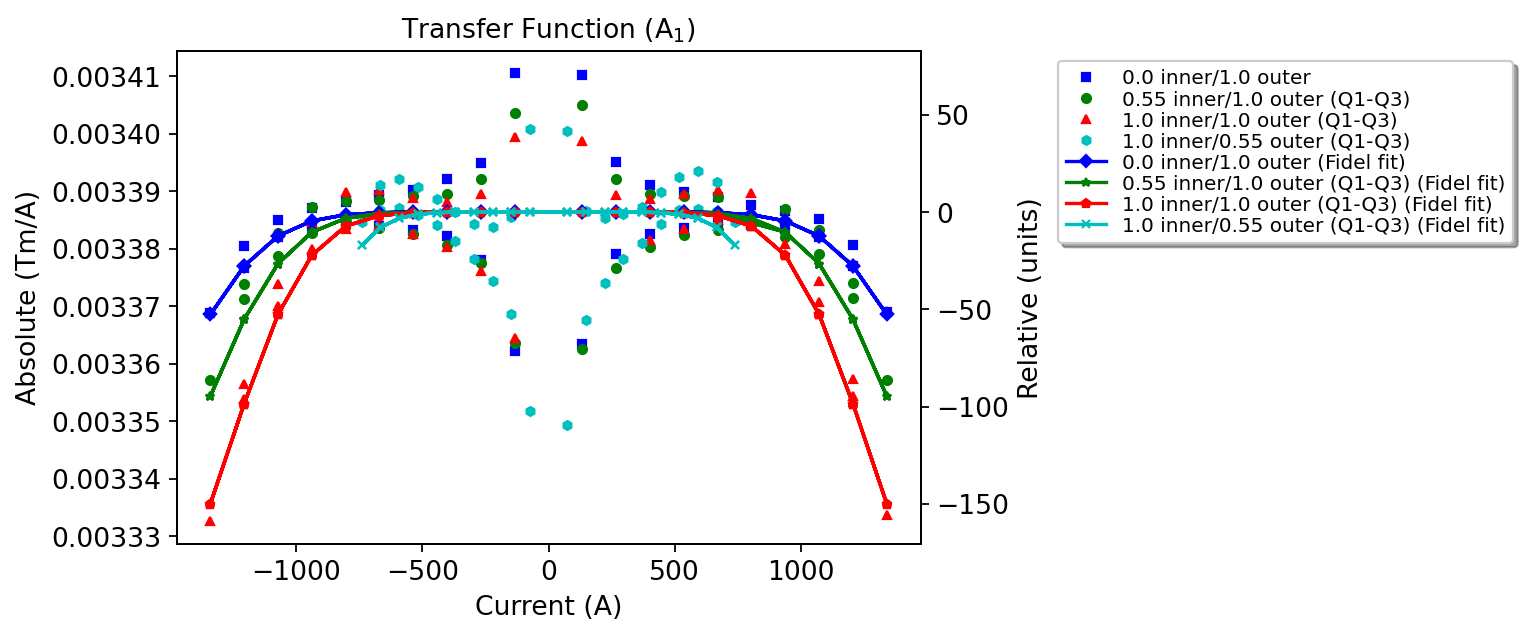 Transfer Function (A₁)
0.00341
0.00340
0.00339
0.00338
0.00337
0.00336
0.00335
0.00334
0.00333
Absolute (Tm/A)
−1000
−500
0
500
1000
Current (A)
50
0
−50
−100
−150
Relative (units)
0.0 inner/1.0 outer
0.55 inner/1.0 outer (Q1-Q3)
1.0 inner/1.0 outer (Q1-Q3)
1.0 inner/0.55 outer (Q1-Q3)
0.0 inner/1.0 outer (Fidel fit)
0.55 inner/1.0 outer (Q1-Q3) (Fidel fit)
1.0 inner/1.0 outer (Q1-Q3) (Fidel fit)
1.0 inner/0.55 outer (Q1-Q3) (Fidel fit)